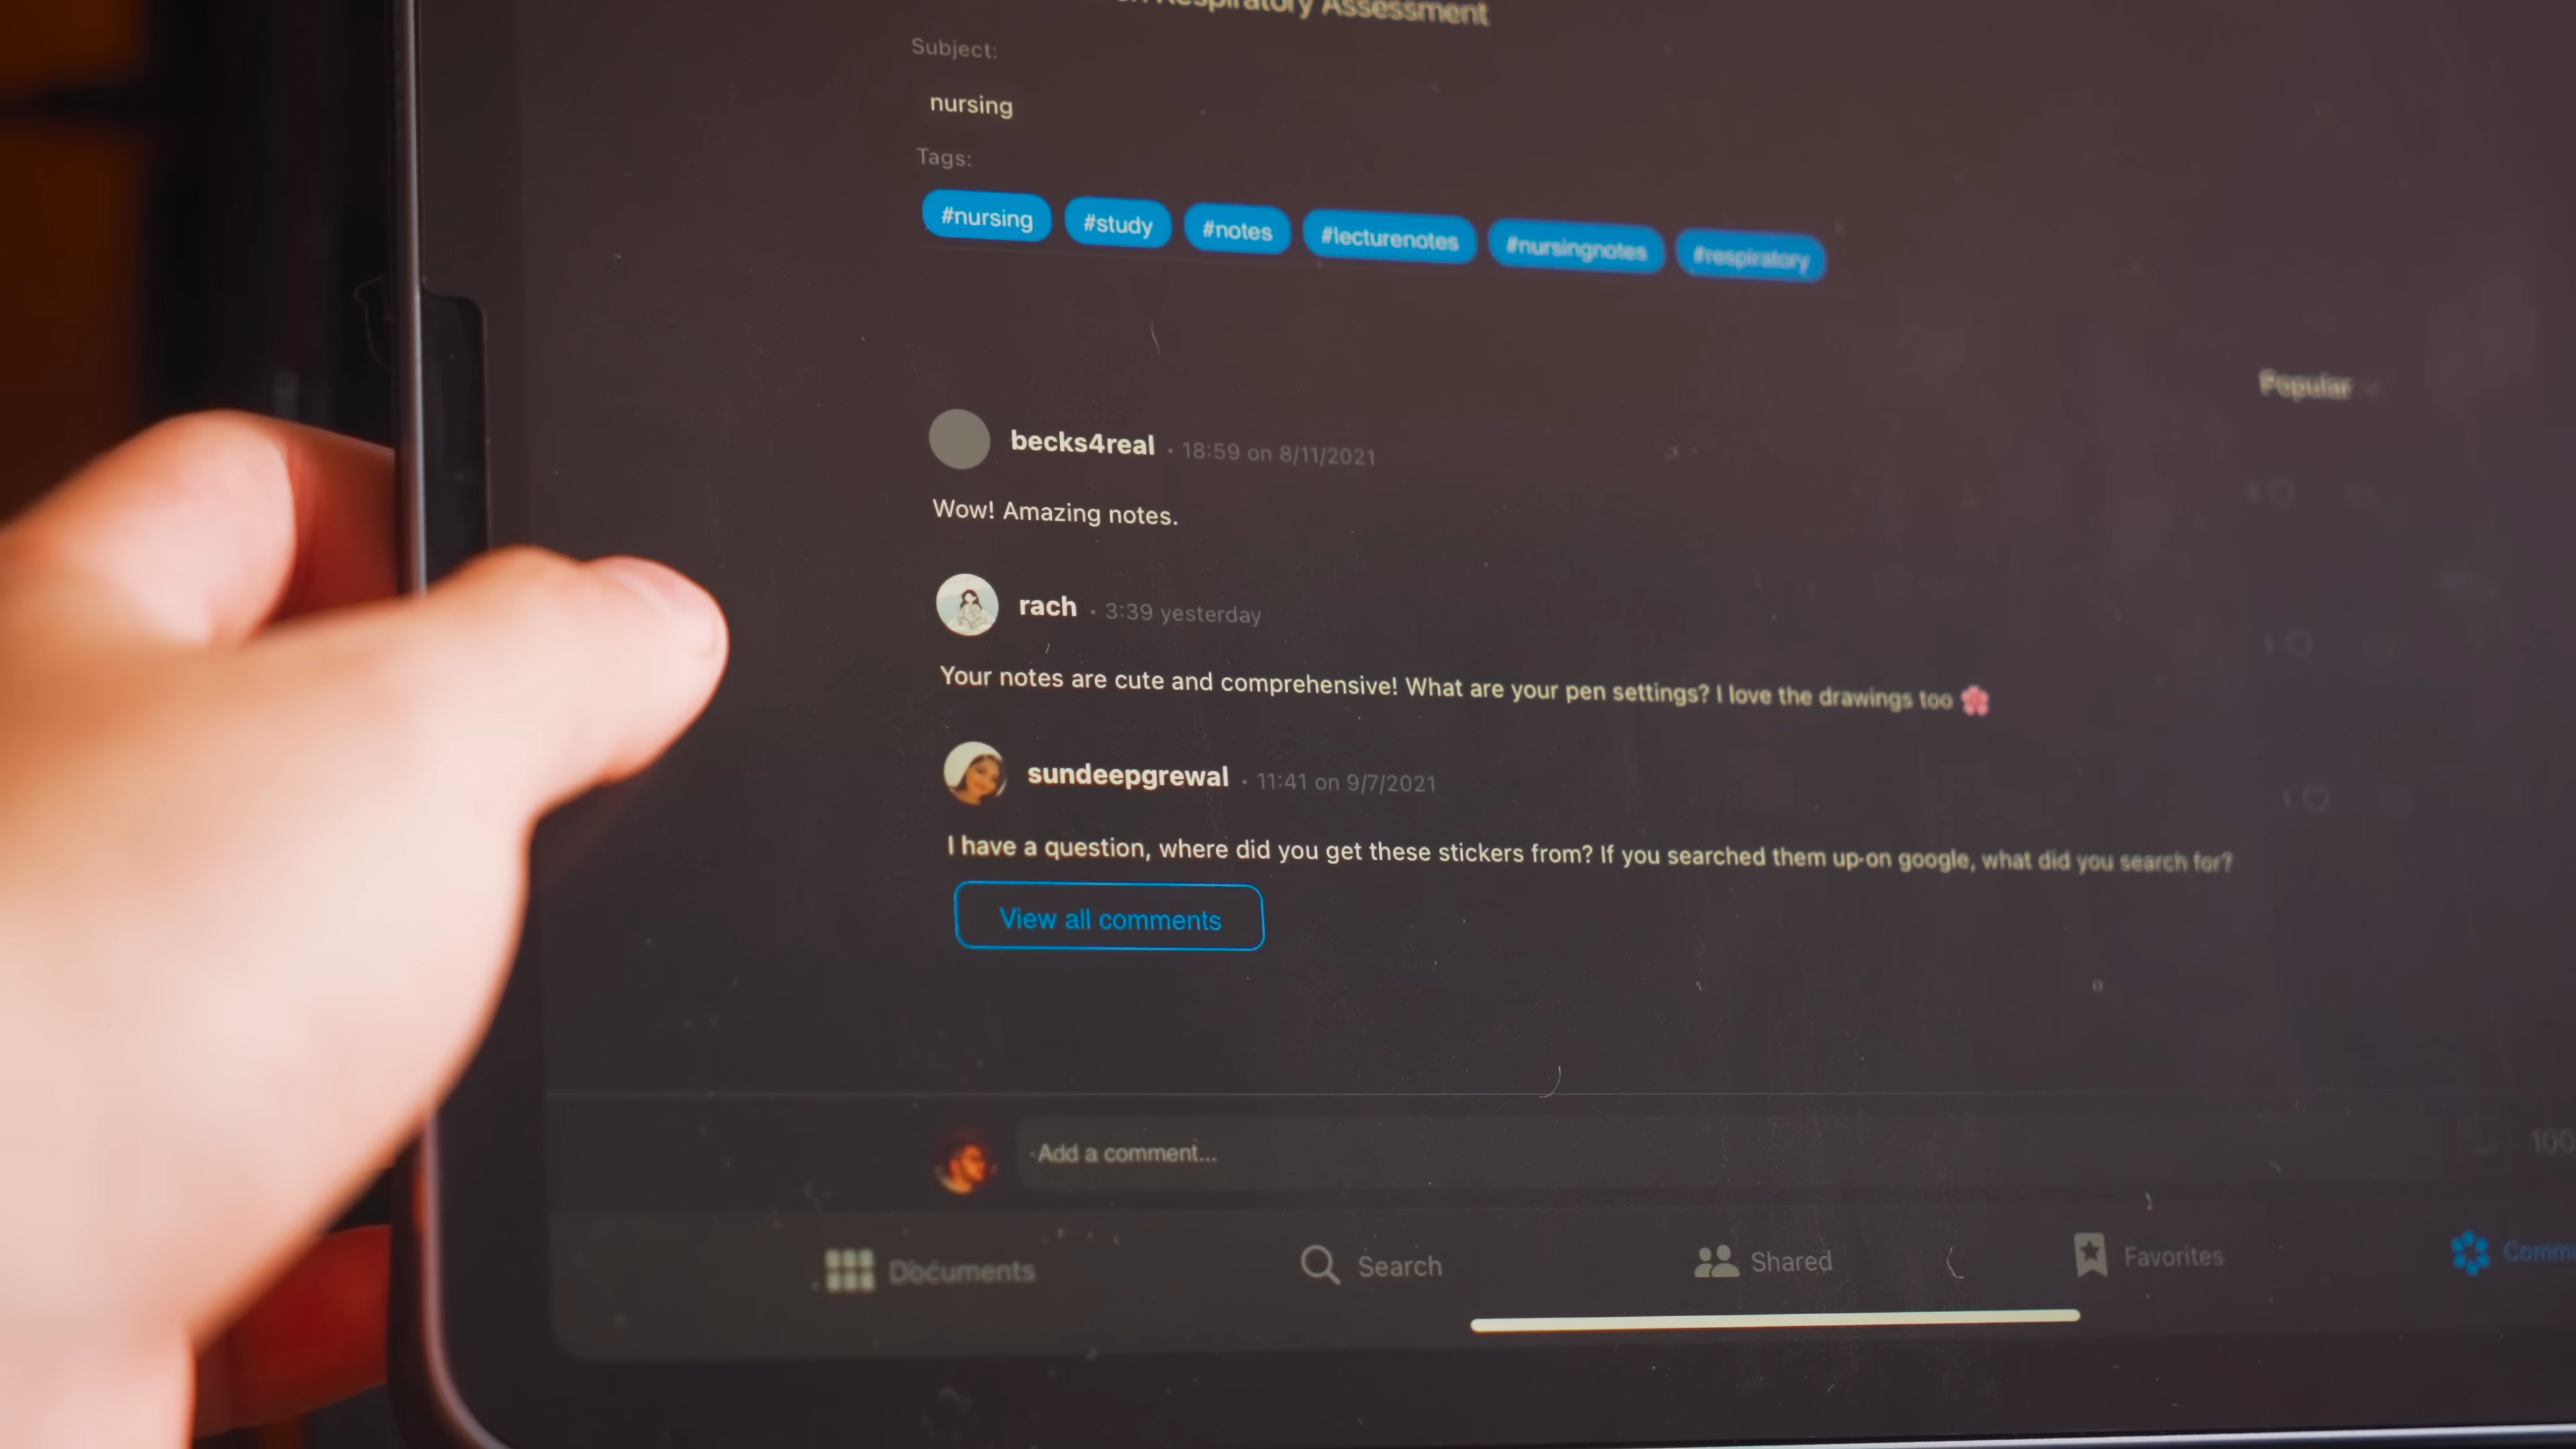 Respiratory Assessment
Subject:
nursing
Tags:
#nursing #study #notes #lecturenotes #nursingnotes #respiratory
Popular
becks4real · 18:59 on 8/11/2021
Wow! Amazing notes.
rach · 3:39 yesterday
Your notes are cute and comprehensive! What are your pen settings? I love the drawings too 🌸
sundeepgrewal · 11:41 on 9/7/2021
I have a question, where did you get these stickers from? If you searched them up on google, what did you search for?
View all comments
Add a comment...
100
Documents Search Shared Favorites